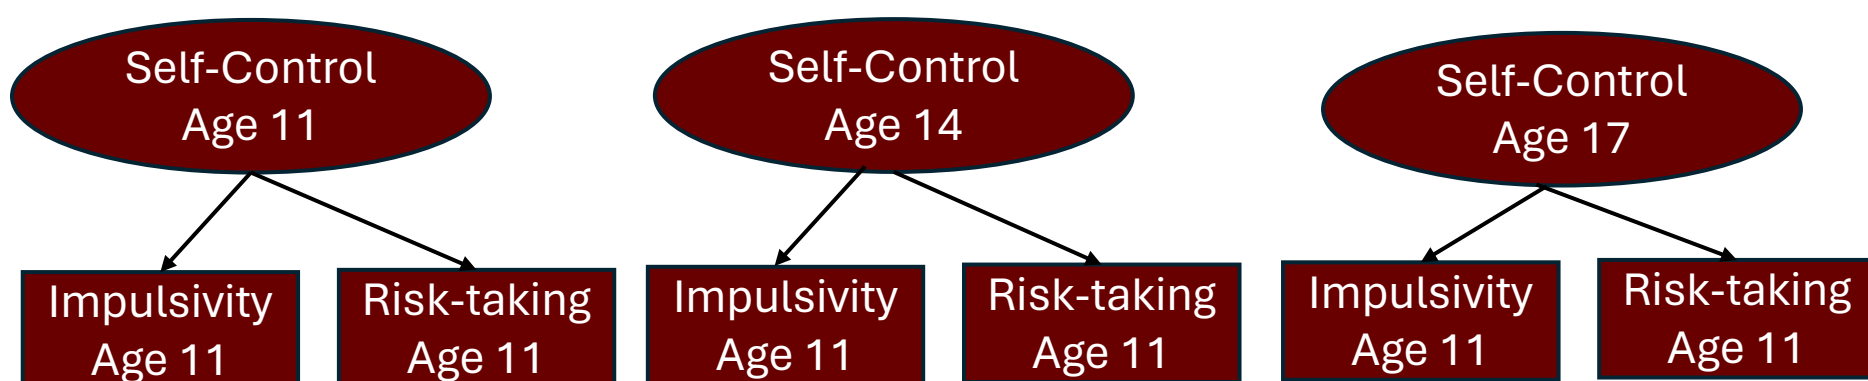 Self-Control
Age 11
Self-Control
Age 14
Self-Control
Age 17
Impulsivity
Age 11
Risk-taking
Age 11
Impulsivity
Age 11
Risk-taking
Age 11
Impulsivity
Age 11
Risk-taking
Age 11